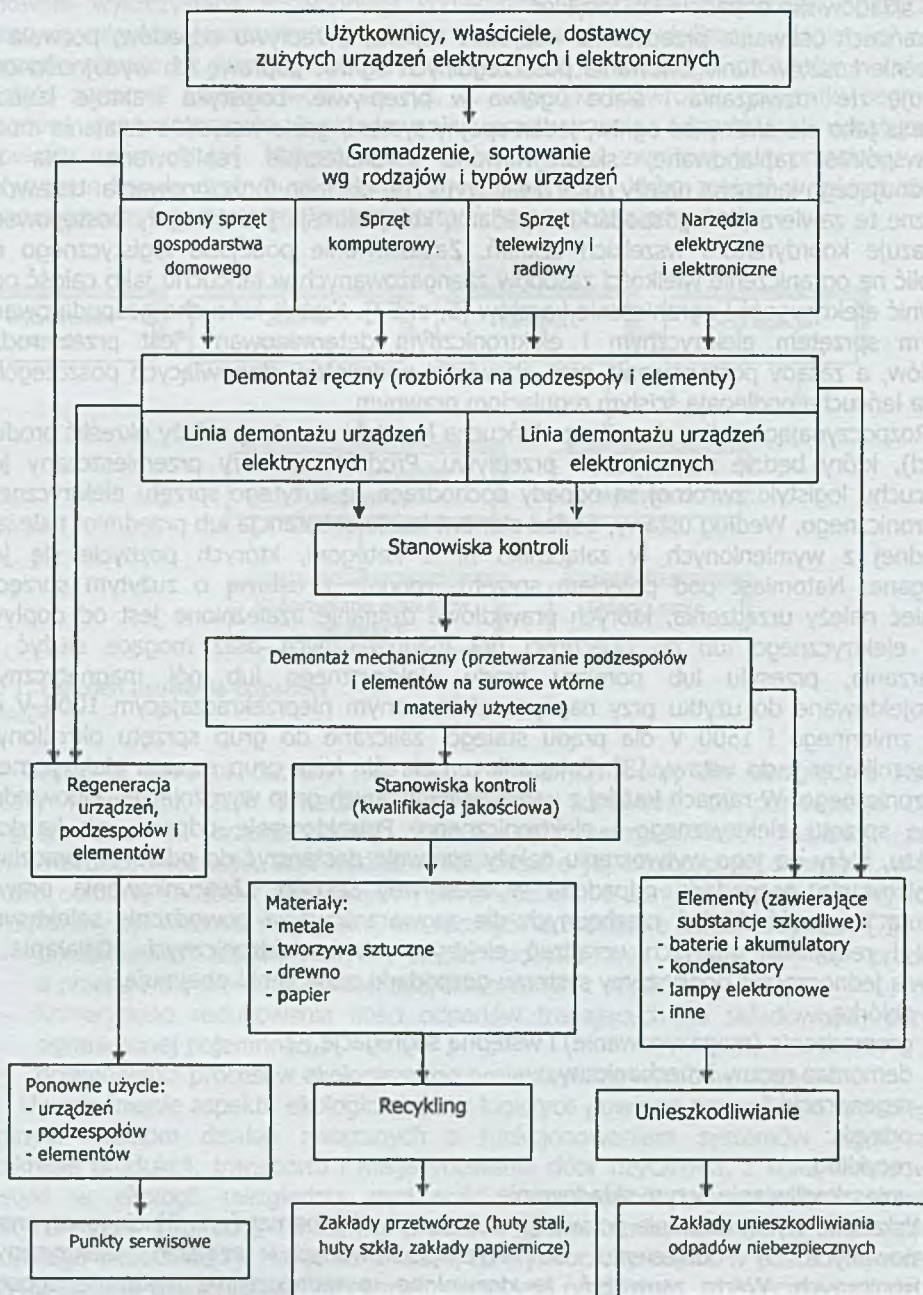 Użytkownicy, właściciele, dostawcy
zużytych urządzeń elektrycznych i elektronicznych
Gromadzenie, sortowanie
wg rodzajów i typów urządzeń
Drobny sprzęt
gospodarstwa
domowego
Sprzęt
komputerowy
Sprzęt
telewizyjny i
radiowy
Narzędzia
elektryczne
i elektroniczne
Demontaż ręczny (rozbiórka na podzespoły i elementy)
Linia demontażu urządzeń
elektrycznych
Linia demontażu urządzeń
elektronicznych
Stanowiska kontroli
Demontaż mechaniczny (przetwarzanie podzespołów
i elementów na surowce wtórne
i materiały użyteczne)
Regeneracja
urządzeń,
podzespołów i
elementów
Stanowiska kontroli
(kwalifikacja jakościowa)
Materiały:
- metale
- tworzywa sztuczne
- drewno
- papier
Elementy (zawierające
substancje szkodliwe):
- baterie i akumulatory
- kondensatory
- lampy elektronowe
- inne
Ponowne użycie:
- urządzeń
- podzespołów
- elementów
Recykling
Unieszkodliwianie
Punkty serwisowe
Zakłady przetwórcze (huty stali,
huty szkła, zakłady papiernicze)
Zakłady unieszkodliwiania
odpadów niebezpiecznych